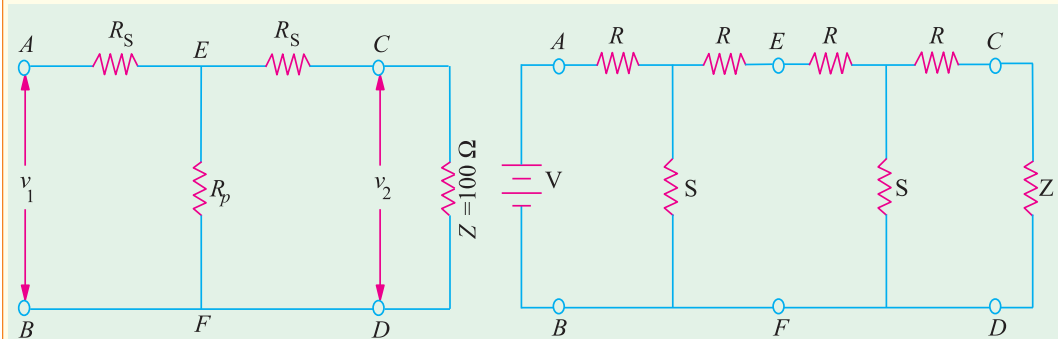 A R_S E R_S C
v_1 R_p v_2 Z = 100 Ω
B F D
A R R E R R C
V S S Z
B F D